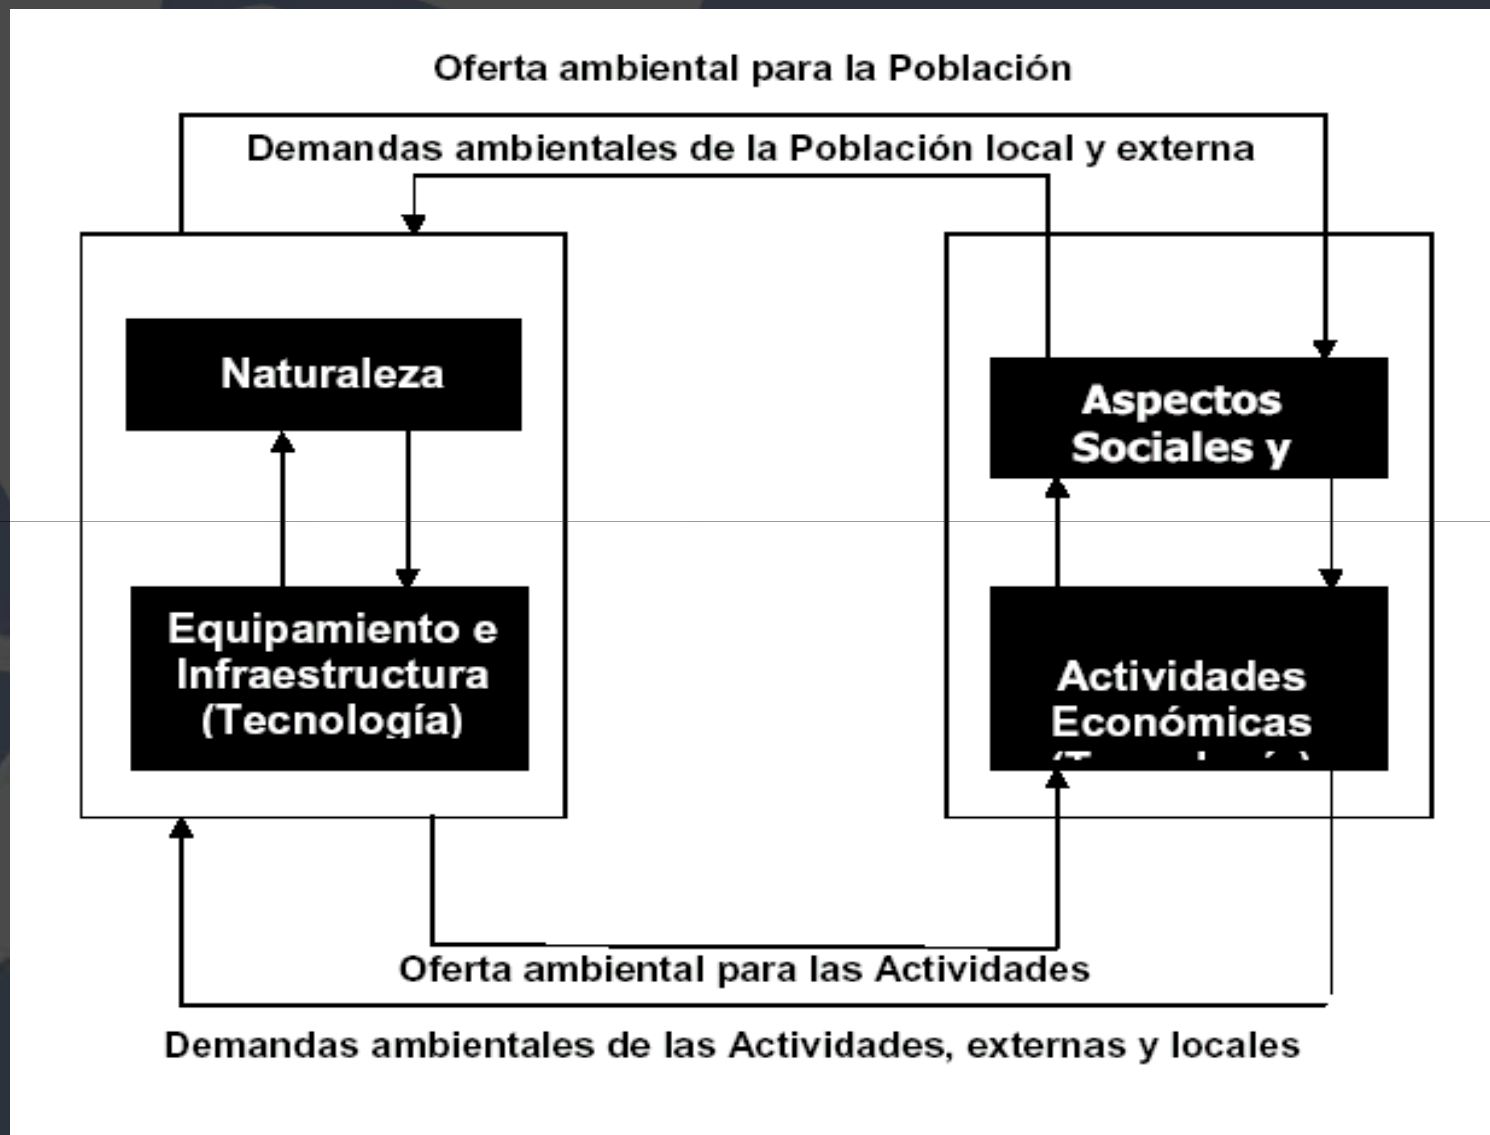 Oferta ambiental para la Población
Demandas ambientales de la Población local y externa
Naturaleza
Aspectos
Sociales y
Equipamiento e
Infraestructura
(Tecnología)
Actividades
Económicas
Oferta ambiental para las Actividades
Demandas ambientales de las Actividades, externas y locales